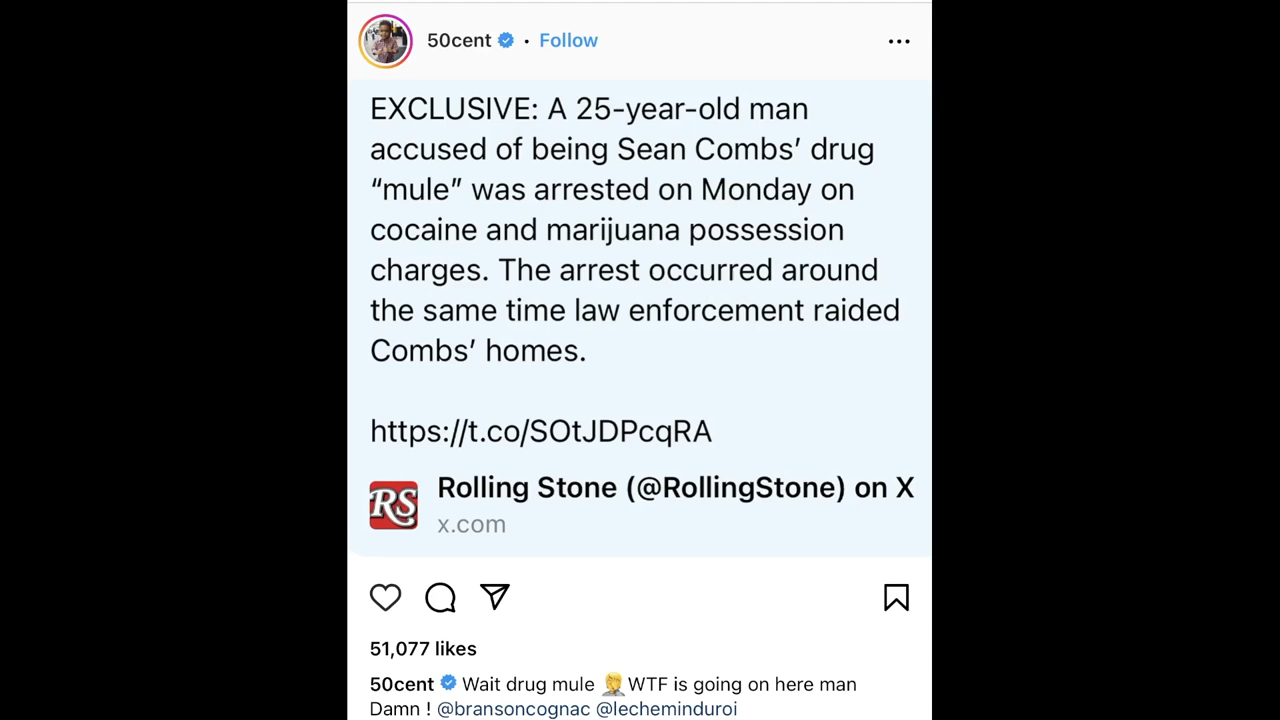 50cent • Follow
EXCLUSIVE: A 25-year-old man
accused of being Sean Combs’ drug
“mule” was arrested on Monday on
cocaine and marijuana possession
charges. The arrest occurred around
the same time law enforcement raided
Combs’ homes.
https://t.co/SOtJDPcqRA
RS
Rolling Stone (@RollingStone) on X
x.com
51,077 likes
50cent Wait drug mule 🤦WTF is going on here man
Damn ! @bransoncognac @lecheminduroi